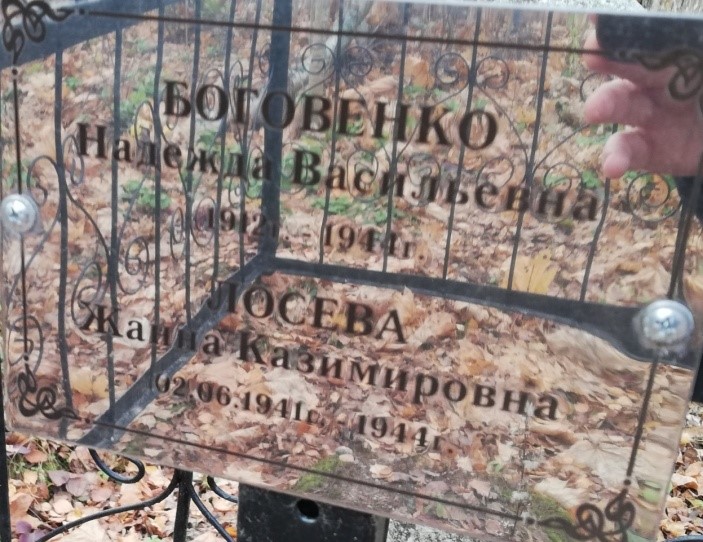 БОГОВЕНКО
Надежда Васильевна
1912г. - 1944г.
ЛОСЕВА
Жанна Казимировна
02.06.1941г. - 1944г.